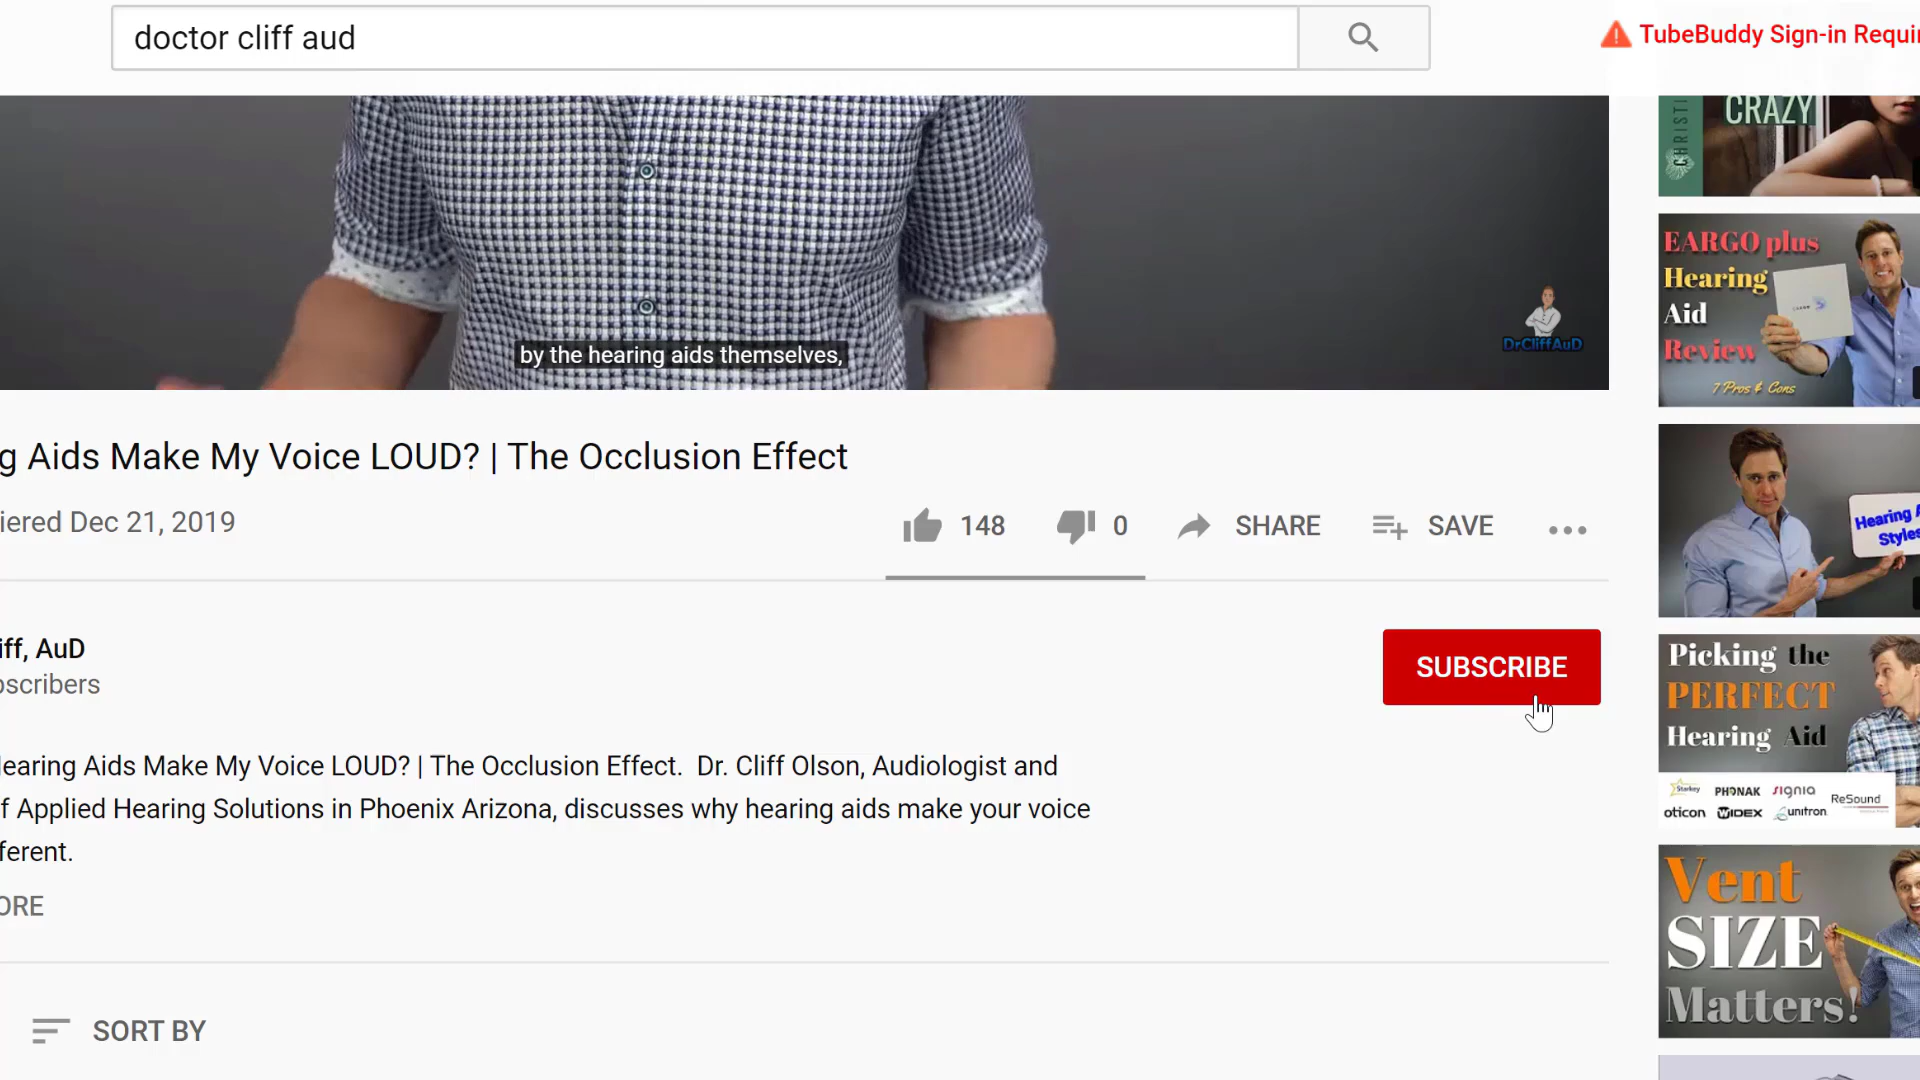 doctor cliff aud
TubeBuddy Sign-in Requi
CHRISTI
CRAZY
by the hearing aids themselves,
DrCliffAuD
EARGO plus
Hearing
Aid
Review
7 Pros & Cons
g Aids Make My Voice LOUD? | The Occlusion Effect
iered Dec 21, 2019
148
0
SHARE
SAVE
Hearing A
Styles
iff, AuD
bscribers
SUBSCRIBE
Picking the
PERFECT
Hearing Aid
Starkey PHONAK signia ReSound
oticon WIDEX unitron
earing Aids Make My Voice LOUD? | The Occlusion Effect. Dr. Cliff Olson, Audiologist and
f Applied Hearing Solutions in Phoenix Arizona, discusses why hearing aids make your voice
ferent.
ORE
Vent
SIZE
Matters!
SORT BY